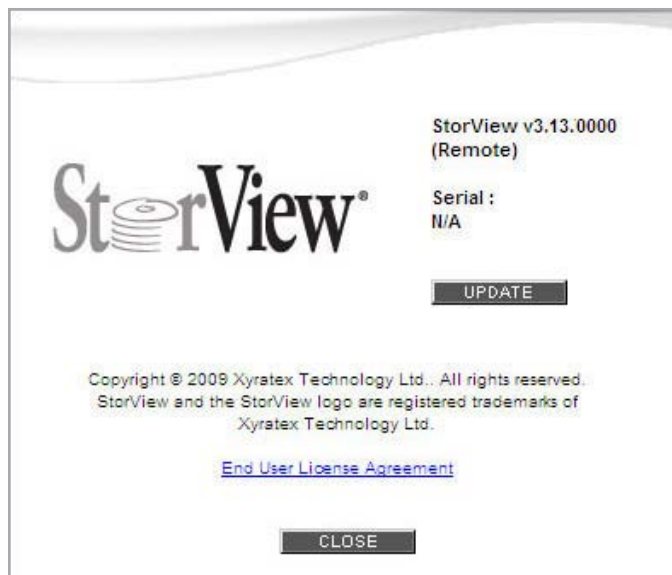 StorView®
StorView v3.13.0000
(Remote)
Serial :
N/A
UPDATE
Copyright © 2009 Xyratex Technology Ltd.. All rights reserved.
StorView and the StorView logo are registered trademarks of
Xyratex Technology Ltd.
End User License Agreement
CLOSE